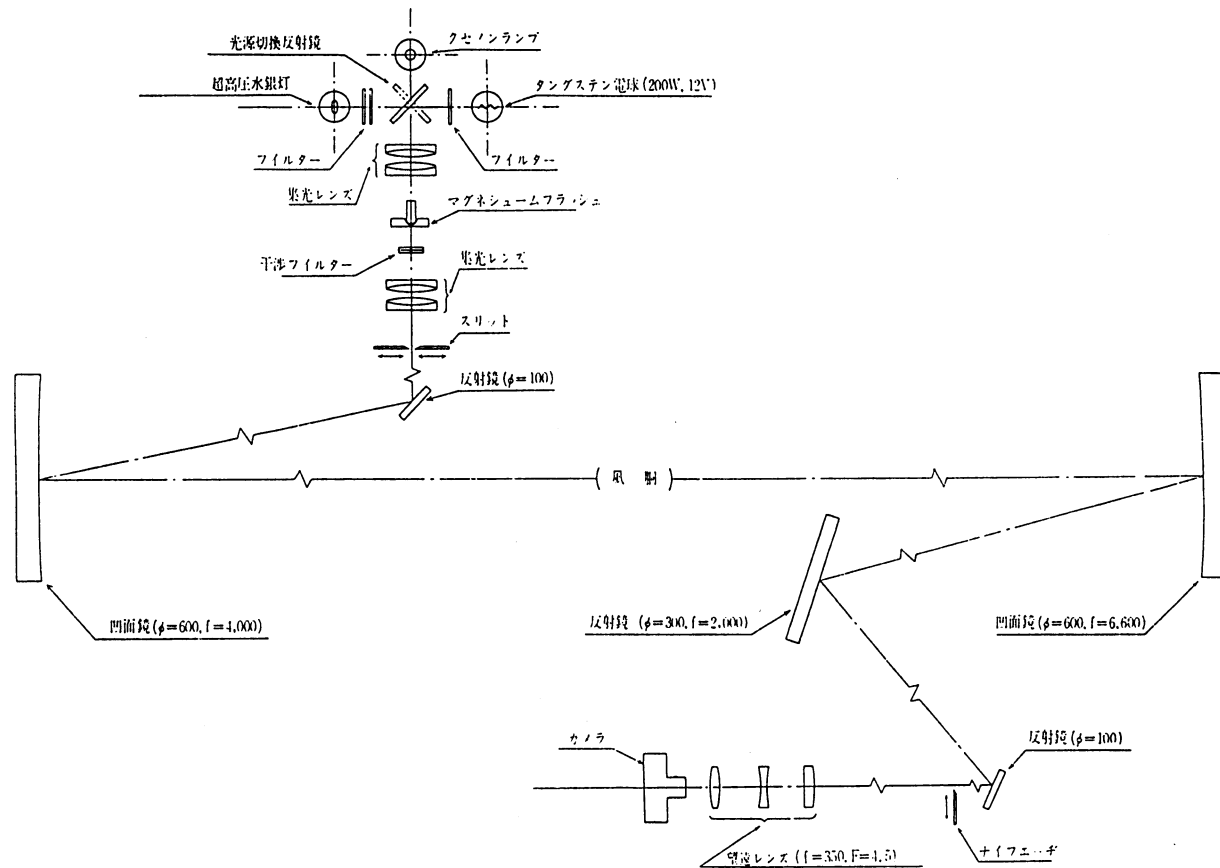 クセノンランプ
光源切換反射鏡
超高圧水銀灯
タングステン電球(200W, 12V)
フィルター
フィルター
集光レンズ
マグネシュームフラッシュ
干渉フィルター
集光レンズ
スリット
反射鏡(φ=100)
(風 胴)
凹面鏡(φ=600, f=4,000)
反射鏡 (φ=300, f=2,000)
凹面鏡(φ=600, f=6,600)
カメラ
反射鏡(φ=100)
望遠レンズ (f=350, F=4.5)
ナイフエッヂ